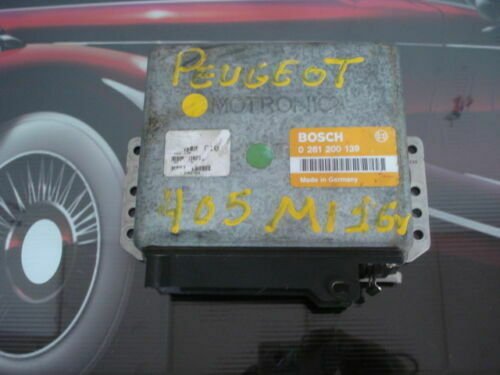 PEUGEOT
MOTRONIC
BOSCH
0 261 200 139
Made in Germany
405 MI16v